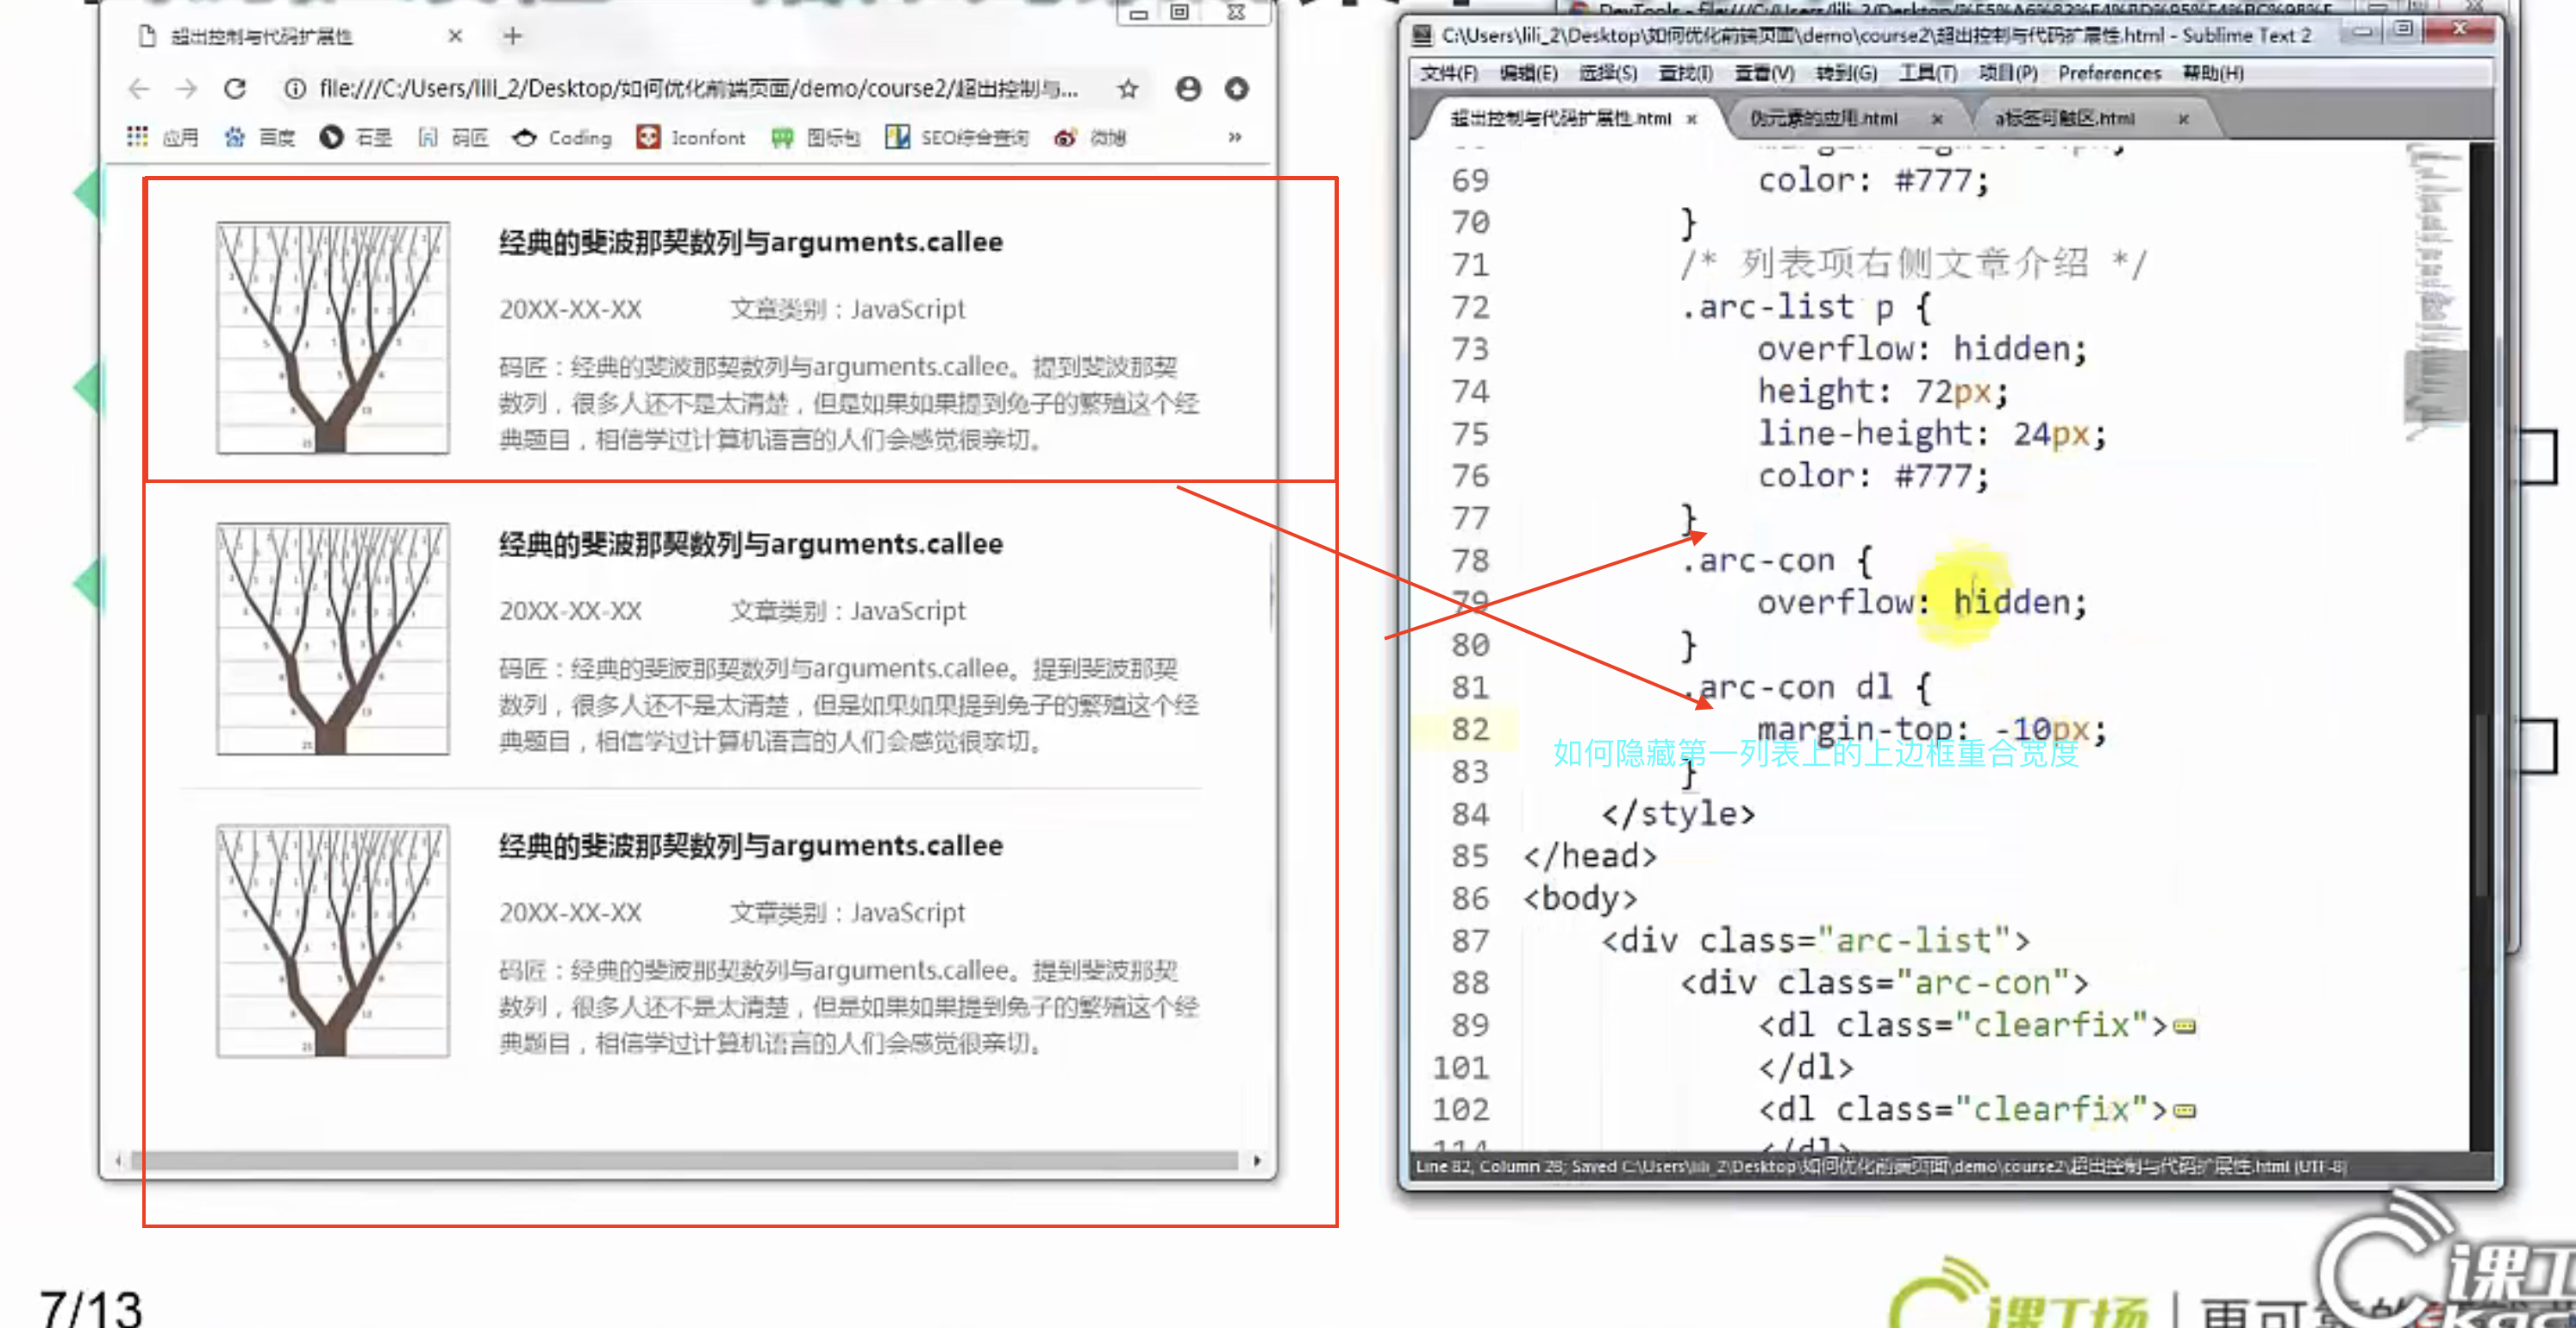 超出控制与代码扩展性
file:///C:/Users/lili_2/Desktop/如何优化前端页面/demo/course2/超出控制与...
应用 百度 石墨 码匠 Coding Iconfont 图标包 SEO综合查询 微博 »
经典的斐波那契数列与arguments.callee
20XX-XX-XX 文章类别：JavaScript
码匠：经典的斐波那契数列与arguments.callee。提到斐波那契
数列，很多人还不是太清楚，但是如果如果提到兔子的繁殖这个经
典题目，相信学过计算机语言的人们会感觉很亲切。
经典的斐波那契数列与arguments.callee
20XX-XX-XX 文章类别：JavaScript
码匠：经典的斐波那契数列与arguments.callee。提到斐波那契
数列，很多人还不是太清楚，但是如果如果提到兔子的繁殖这个经
典题目，相信学过计算机语言的人们会感觉很亲切。
经典的斐波那契数列与arguments.callee
20XX-XX-XX 文章类别：JavaScript
码匠：经典的斐波那契数列与arguments.callee。提到斐波那契
数列，很多人还不是太清楚，但是如果如果提到兔子的繁殖这个经
典题目，相信学过计算机语言的人们会感觉很亲切。
C:\Users\lili_2\Desktop\如何优化前端页面\demo\course2\超出控制与代码扩展性.html - Sublime Text 2
文件(F) 编辑(E) 选择(S) 查找(I) 查看(V) 转到(G) 工具(T) 项目(P) Preferences 帮助(H)
超出控制与代码扩展性.html 伪元素的应用.html a标签可触区.html
69 color: #777;
70 }
71 /* 列表项右侧文章介绍 */
72 .arc-list p {
73 overflow: hidden;
74 height: 72px;
75 line-height: 24px;
76 color: #777;
77 }
78 .arc-con {
79 overflow: hidden;
80 }
81 .arc-con dl {
82 margin-top: -10px;
如何隐藏第一列表上的上边框重合宽度
83 }
84 </style>
85 </head>
86 <body>
87 <div class="arc-list">
88 <div class="arc-con">
89 <dl class="clearfix">
101 </dl>
102 <dl class="clearfix">
114 </dl>
Line 82, Column 28; Saved C:\Users\lili_2\Desktop\如何优化前端页面\demo\course2\超出控制与代码扩展性.html (UTF-8)
7/13
课工场